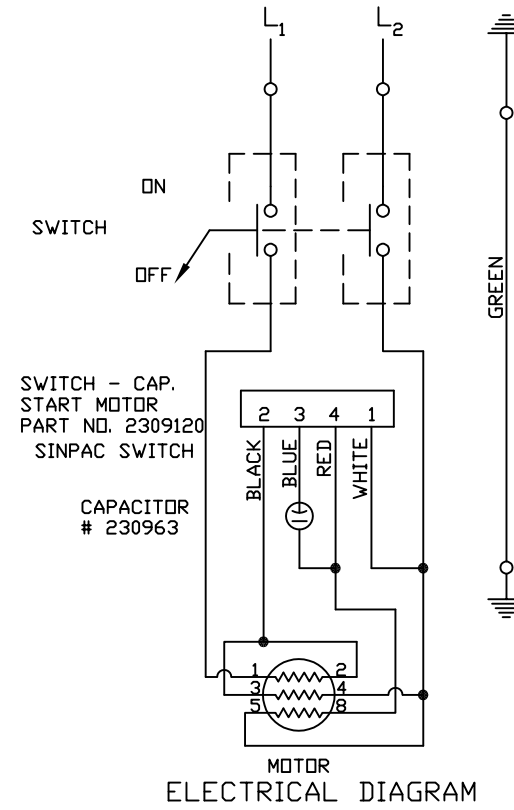 L1
L2
ON
SWITCH
OFF
GREEN
SWITCH - CAP.
START MOTOR
PART NO. 2309120
SINPAC SWITCH
2 3 4 1
BLACK
BLUE
RED
WHITE
CAPACITOR
# 230963
1 2
3 4
5 8
MOTOR
ELECTRICAL DIAGRAM